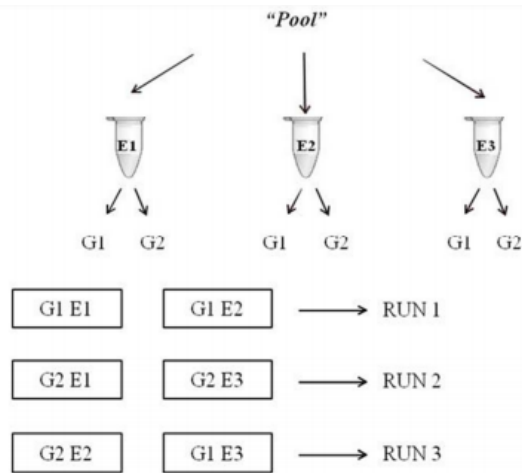 "Pool"
E1 E2 E3
G1 G2 G1 G2 G1 G2
G1 E1 G1 E2 RUN 1
G2 E1 G2 E3 RUN 2
G2 E2 G1 E3 RUN 3